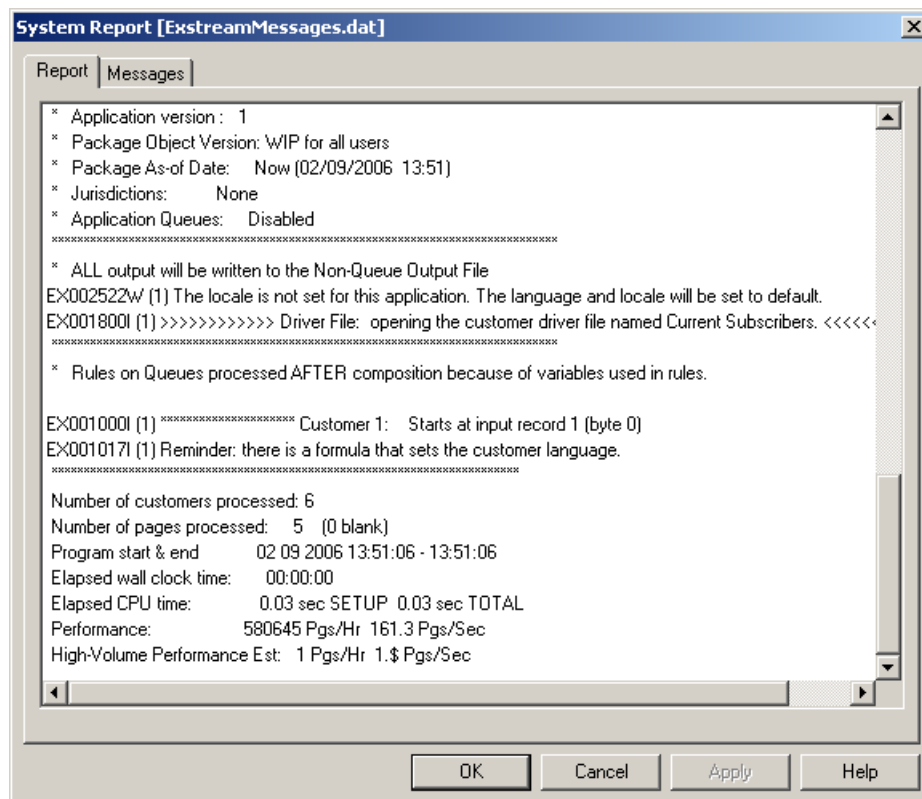 System Report [ExstreamMessages.dat]
Report
Messages
* Application version : 1
* Package Object Version: WIP for all users
* Package As-of Date: Now (02/09/2006 13:51)
* Jurisdictions: None
* Application Queues: Disabled
******************************************************************************
* ALL output will be written to the Non-Queue Output File
EX002522W (1) The locale is not set for this application. The language and locale will be set to default.
EX001800I (1) >>>>>>>>>>>> Driver File: opening the customer driver file named Current Subscribers. <<<<<<
******************************************************************************
* Rules on Queues processed AFTER composition because of variables used in rules.
EX001000I (1) ******************** Customer 1: Starts at input record 1 (byte 0)
EX001017I (1) Reminder: there is a formula that sets the customer language.
************************************************************************
Number of customers processed: 6
Number of pages processed: 5 (0 blank)
Program start & end 02 09 2006 13:51:06 - 13:51:06
Elapsed wall clock time: 00:00:00
Elapsed CPU time: 0.03 sec SETUP 0.03 sec TOTAL
Performance: 580645 Pgs/Hr 161.3 Pgs/Sec
High-Volume Performance Est: 1 Pgs/Hr 1.$ Pgs/Sec
OK
Cancel
Apply
Help